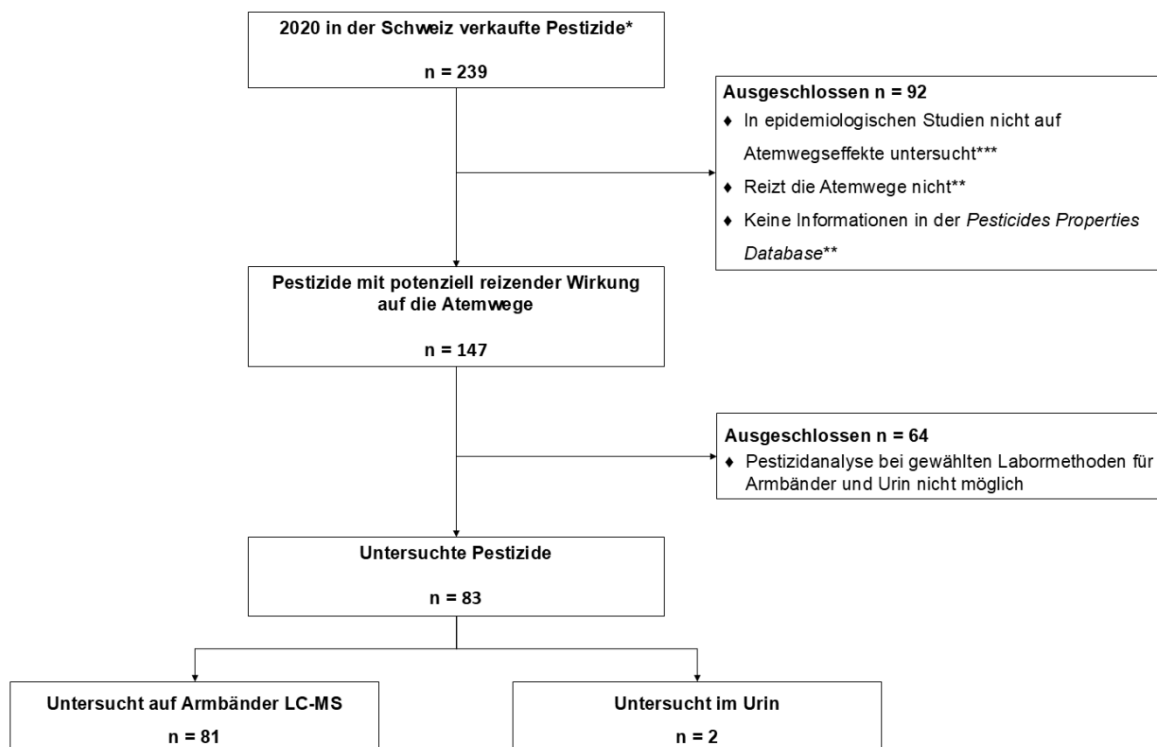 2020 in der Schweiz verkaufte Pestizide*
n = 239
Ausgeschlossen n = 92
♦ In epidemiologischen Studien nicht auf
Atemwegseffekte untersucht***
♦ Reizt die Atemwege nicht**
♦ Keine Informationen in der Pesticides Properties
Database**
Pestizide mit potenziell reizender Wirkung
auf die Atemwege
n = 147
Ausgeschlossen n = 64
♦ Pestizidanalyse bei gewählten Labormethoden für
Armbänder und Urin nicht möglich
Untersuchte Pestizide
n = 83
Untersucht auf Armbänder LC-MS
n = 81
Untersucht im Urin
n = 2